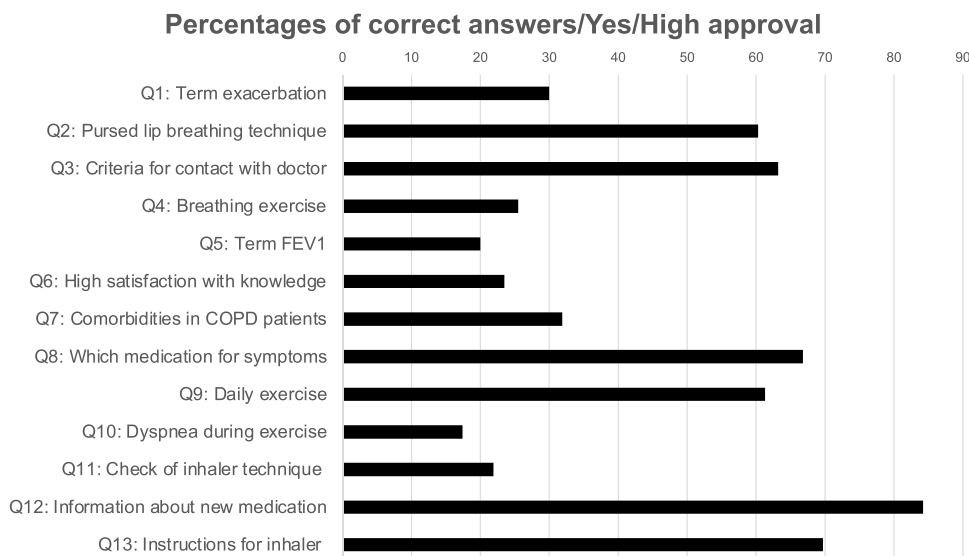 Percentages of correct answers/Yes/High approval
0 10 20 30 40 50 60 70 80 90
Q1: Term exacerbation
Q2: Pursed lip breathing technique
Q3: Criteria for contact with doctor
Q4: Breathing exercise
Q5: Term FEV1
Q6: High satisfaction with knowledge
Q7: Comorbidities in COPD patients
Q8: Which medication for symptoms
Q9: Daily exercise
Q10: Dyspnea during exercise
Q11: Check of inhaler technique
Q12: Information about new medication
Q13: Instructions for inhaler